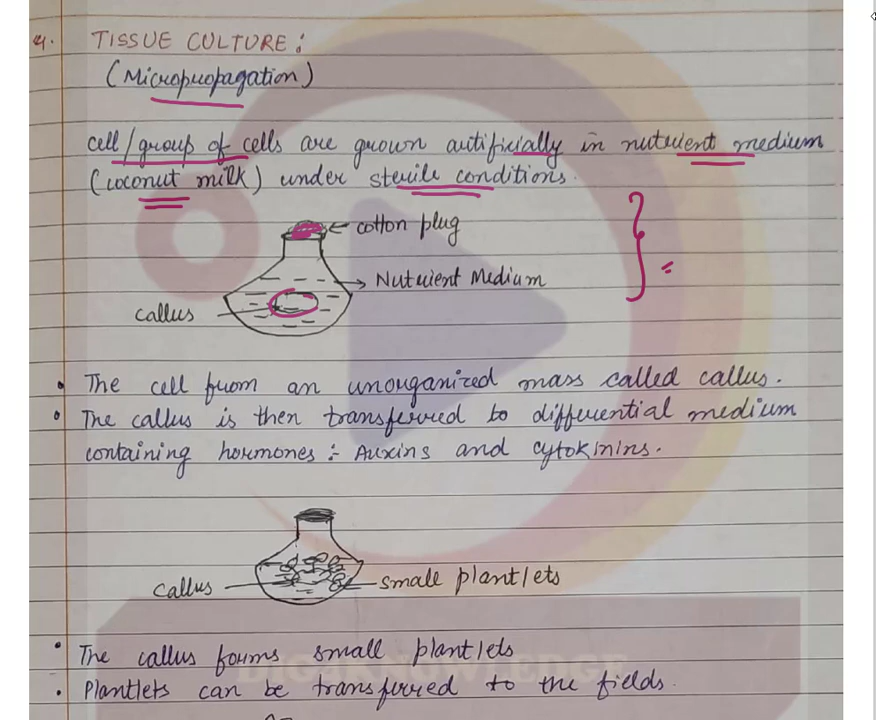 4. TISSUE CULTURE:
(Micropropagation)
cell/group of cells are grown artificially in nutrient medium
(coconut milk) under sterile conditions.
cotton plug
Nutrient Medium
callus
• The cell from an unorganized mass called callus.
• The callus is then transferred to differential medium
containing hormones :- Auxins and cytokinins.
callus
small plantlets
• The callus forms small plantlets
• Plantlets can be transferred to the fields.